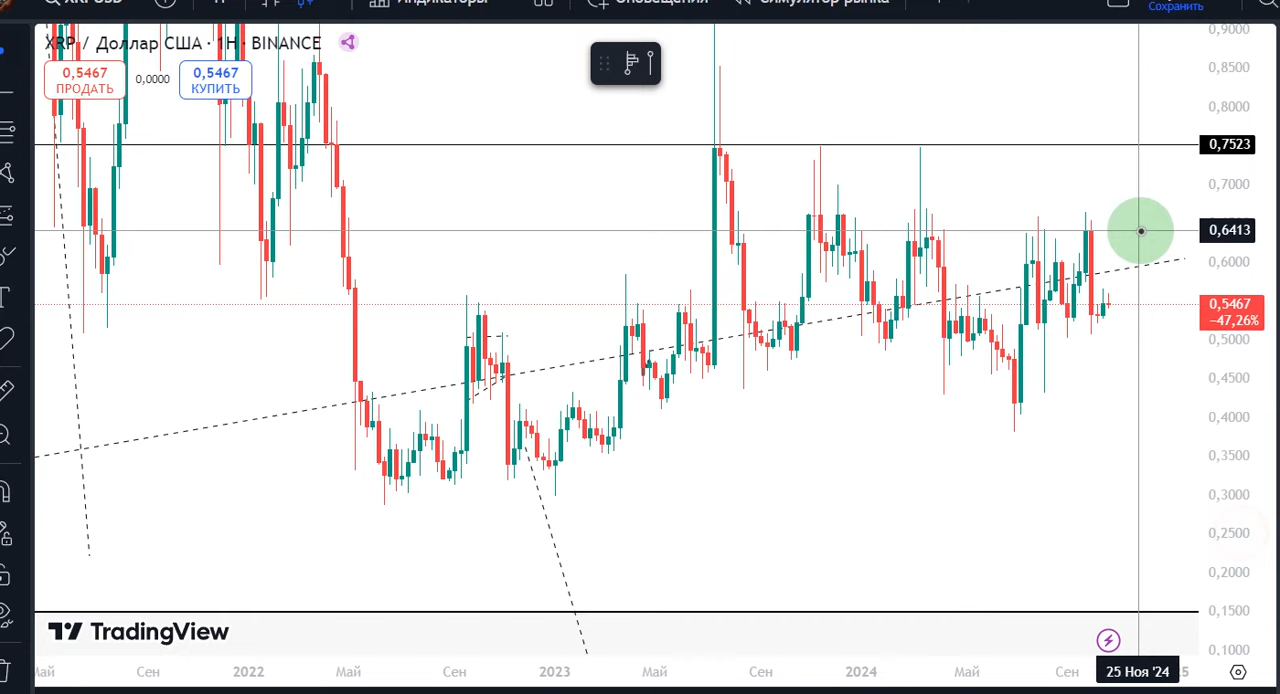 XRP / Доллар США · 1Н · BINANCE
0,5467
ПРОДАТЬ
0,0000
0,5467
КУПИТЬ
Индикаторы
Оповещения
Симулятор рынка
Сохранить
0,9000
0,8500
0,8000
0,7523
0,7000
0,6413
0,6000
0,5467
−47,26%
0,5000
0,4500
0,4000
0,3500
0,3000
0,2500
0,2000
0,1500
0,1000
TradingView
Май
Сен
2022
Май
Сен
2023
Май
Сен
2024
Май
Сен
25 Ноя '24